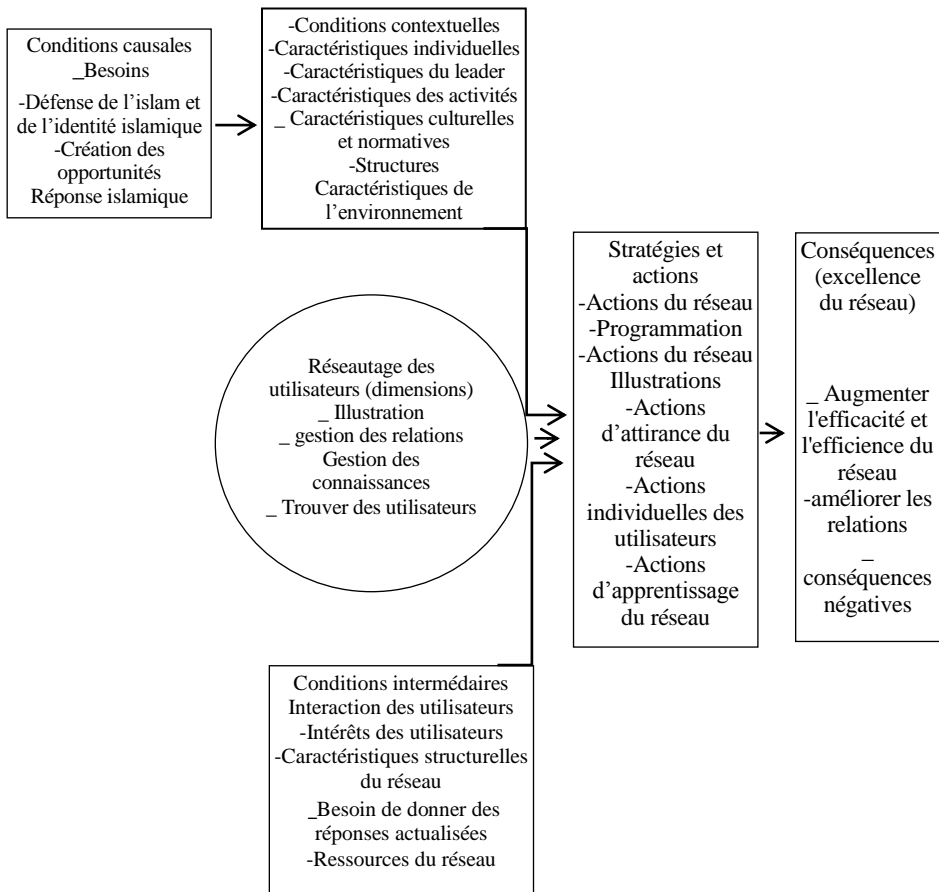 Conditions causales
_Besoins
-Défense de l’islam et
de l’identité islamique
-Création des
opportunités
Réponse islamique
-Conditions contextuelles
-Caractéristiques individuelles
-Caractéristiques du leader
-Caractéristiques des activités
_ Caractéristiques culturelles
et normatives
-Structures
Caractéristiques de
l’environnement
Réseautage des
utilisateurs (dimensions)
_ Illustration
_ gestion des relations
Gestion des
connaissances
_ Trouver des utilisateurs
Conditions intermédaires
Interaction des utilisateurs
-Intérêts des utilisateurs
-Caractéristiques structurelles
du réseau
_Besoin de donner des
réponses actualisées
-Ressources du réseau
Stratégies et
actions
-Actions du réseau
-Programmation
-Actions du réseau
Illustrations
-Actions
d’attirance du
réseau
-Actions
individuelles des
utilisateurs
-Actions
d’apprentissage
du réseau
Conséquences
(excellence
du réseau)
_ Augmenter
l'efficacité et
l'efficience du
réseau
-améliorer les
relations
_
conséquences
négatives